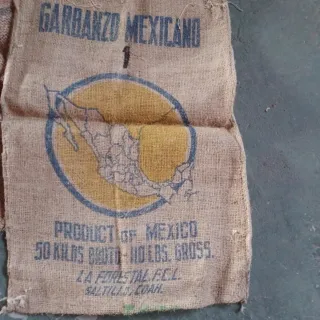 GARBANZO MEXICANO
1
PRODUCT OF MEXICO
50 KILOS BRUTO 110 LBS. GROSS.
LA FORESTAL F.C.L.
SALTILLO, COAH.